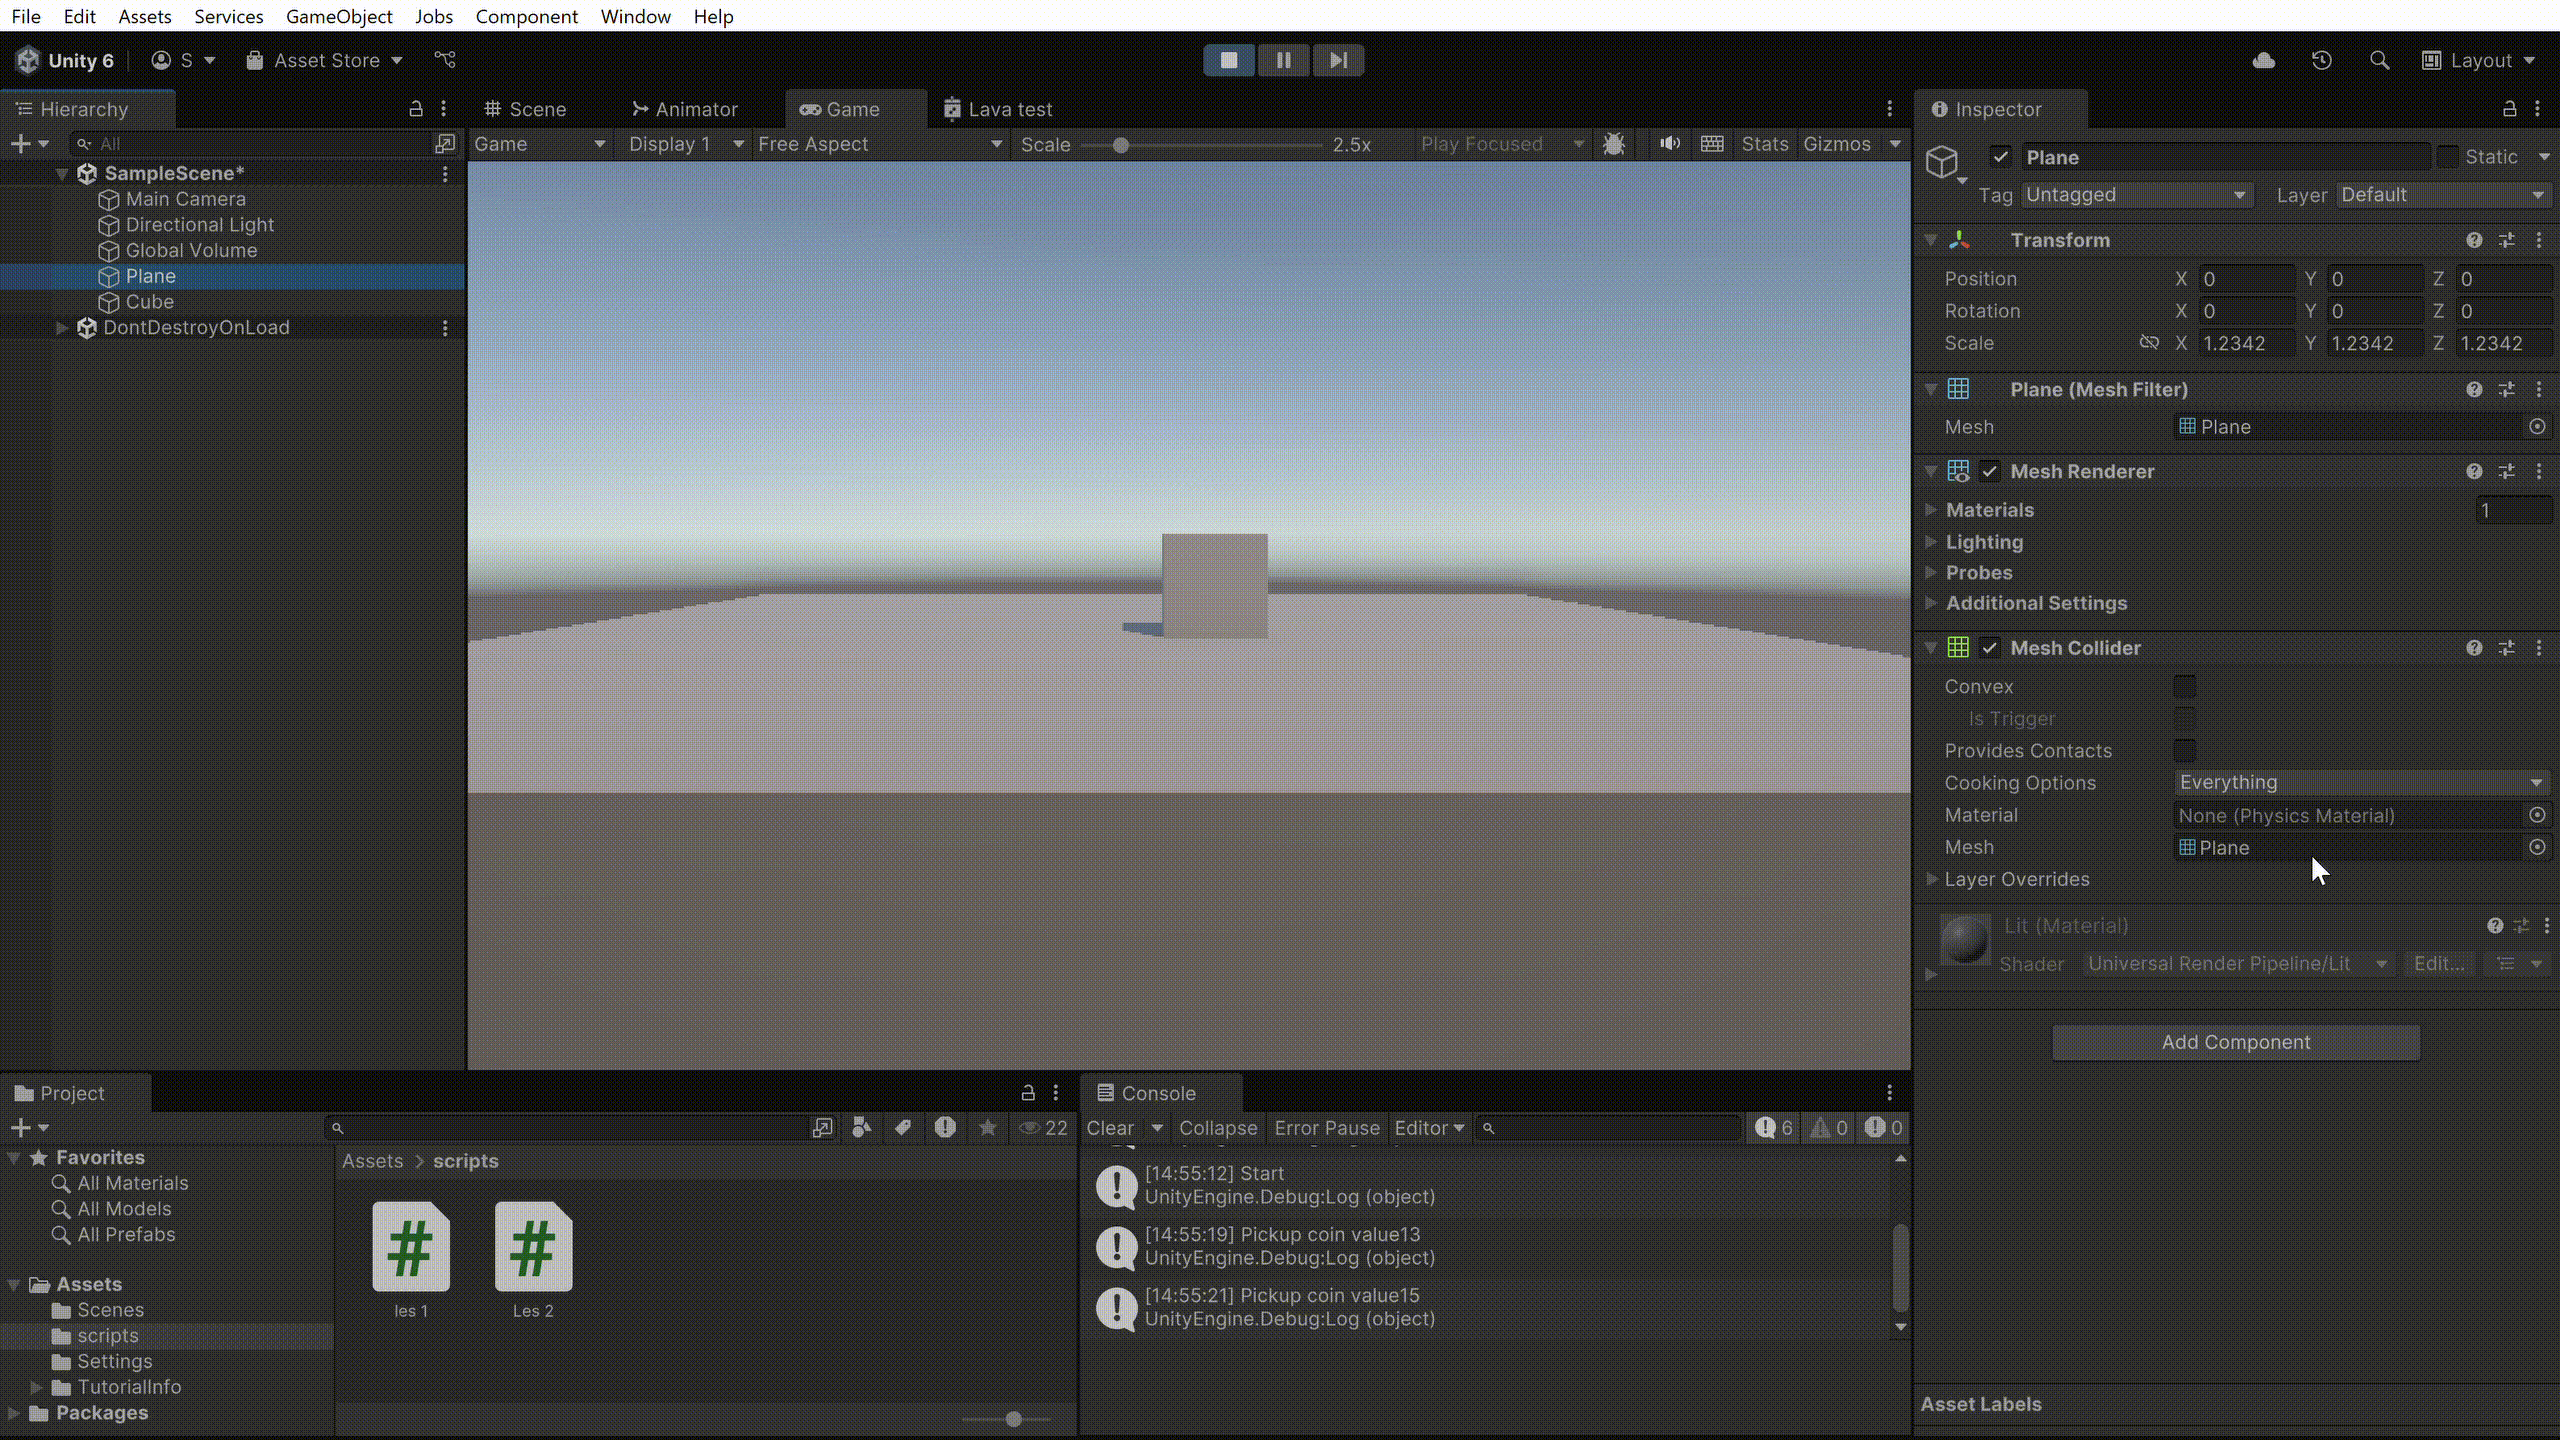 File Edit Assets Services GameObject Jobs Component Window Help
Unity 6 S Asset Store Layout
Hierarchy
All
SampleScene*
Main Camera
Directional Light
Global Volume
Plane
Cube
DontDestroyOnLoad
Scene Animator Game Lava test
Game Display 1 Free Aspect Scale 2.5x Play Focused Stats Gizmos
Inspector
Plane Static
Tag Untagged Layer Default
Transform
Position X 0 Y 0 Z 0
Rotation X 0 Y 0 Z 0
Scale X 1.2342 Y 1.2342 Z 1.2342
Plane (Mesh Filter)
Mesh Plane
Mesh Renderer
Materials 1
Lighting
Probes
Additional Settings
Mesh Collider
Convex
Is Trigger
Provides Contacts
Cooking Options Everything
Material None (Physics Material)
Mesh Plane
Layer Overrides
Lit (Material)
Shader Universal Render Pipeline/Lit Edit...
Add Component
Asset Labels
Project
22
Favorites
All Materials
All Models
All Prefabs
Assets
Scenes
scripts
Settings
TutorialInfo
Packages
Assets > scripts
les 1 Les 2
Console
Clear Collapse Error Pause Editor 6 0 0
[14:55:12] Start
UnityEngine.Debug:Log (object)
[14:55:19] Pickup coin value13
UnityEngine.Debug:Log (object)
[14:55:21] Pickup coin value15
UnityEngine.Debug:Log (object)